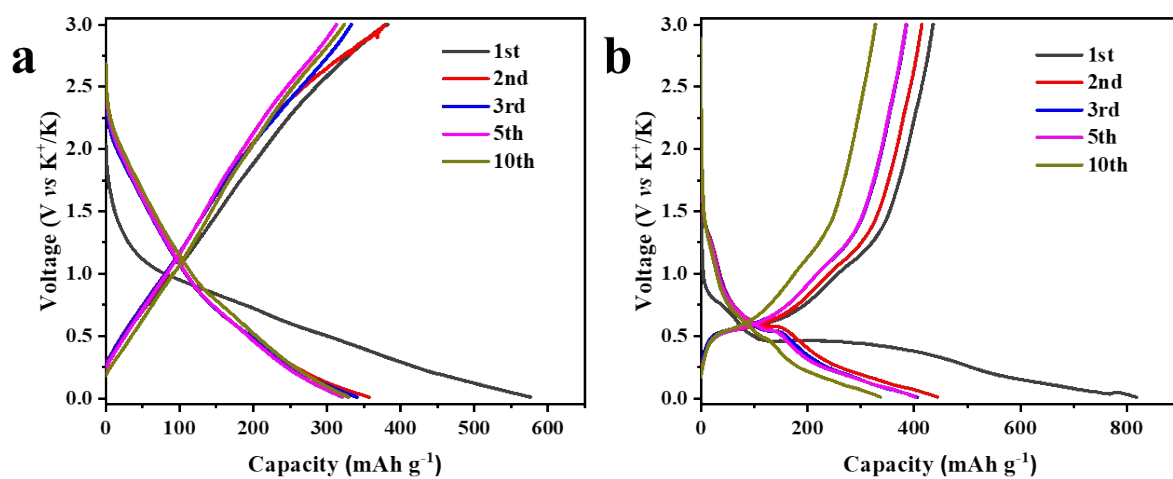 a
3.0
2.5
2.0
1.5
1.0
0.5
0.0
Voltage (V vs K⁺/K)
0 100 200 300 400 500 600
Capacity (mAh g⁻¹)
1st
2nd
3rd
5th
10th
b
3.0
2.5
2.0
1.5
1.0
0.5
0.0
Voltage (V vs K⁺/K)
0 200 400 600 800
Capacity (mAh g⁻¹)
1st
2nd
3rd
5th
10th